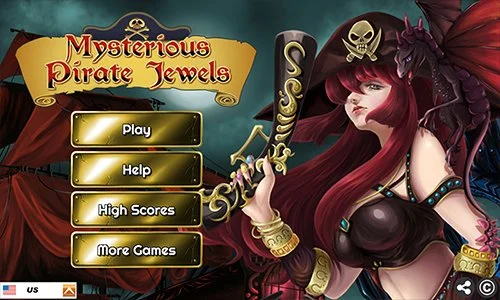 Mysterious
Pirate Jewels
Play
Help
High Scores
More Games
US
©